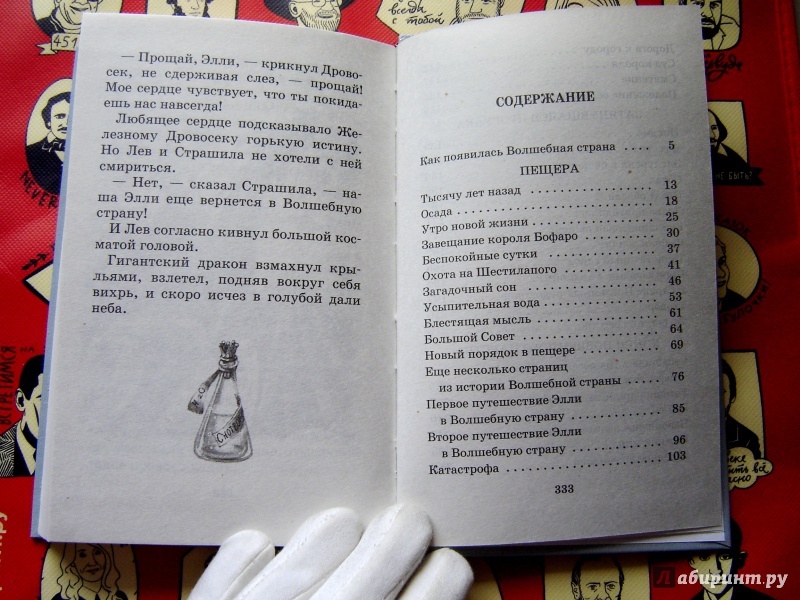 — Прощай, Элли, — крикнул Дрово-
сек, не сдерживая слез, — прощай!
Мое сердце чувствует, что ты покида-
ешь нас навсегда!
Любящее сердце подсказывало Же-
лезному Дровосеку горькую истину.
Но Лев и Страшила не хотели с ней
смириться.
— Нет, — сказал Страшила, — на-
ша Элли еще вернется в Волшебную
страну!
И Лев согласно кивнул большой кос-
матой головой.
Гигантский дракон взмахнул кры-
льями, взлетел, подняв вокруг себя
вихрь, и скоро исчез в голубой дали
неба.
СОДЕРЖАНИЕ
Как появилась Волшебная страна .... 5
ПЕЩЕРА
Тысячу лет назад .................. 13
Осада ............................. 18
Утро новой жизни .................. 25
Завещание короля Бофаро ........... 30
Беспокойные сутки ................. 37
Охота на Шестилапого .............. 41
Загадочный сон .................... 46
Усыпительная вода ................. 53
Блестящая мысль ................... 61
Большой Совет ..................... 64
Новый порядок в пещере ............ 69
Еще несколько страниц
из истории Волшебной страны ....... 76
Первое путешествие Элли
в Волшебную страну ................ 85
Второе путешествие Элли
в Волшебную страну ................ 96
Катастрофа ........................ 103
333
451
всегда
с тобой
NEVER
ВСТРЕТИМСЯ
НА
БЫТЬ?
Лабиринт.ру